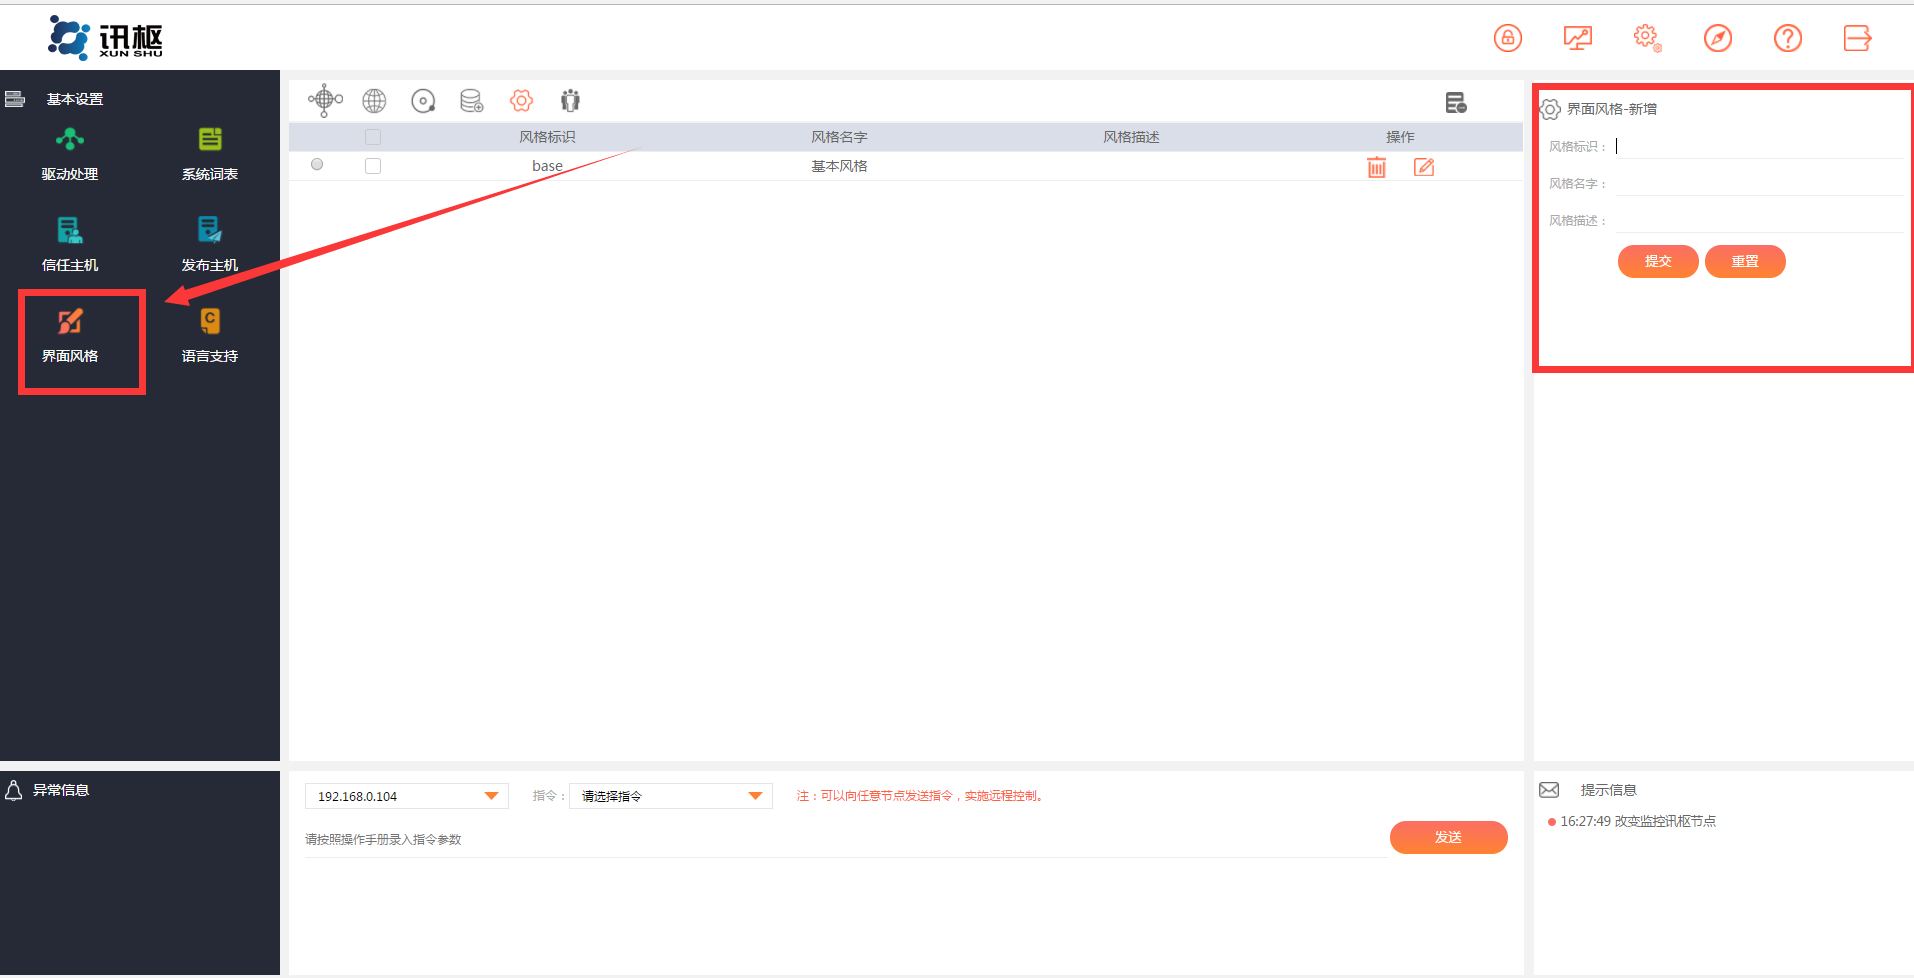 讯枢
XUN SHU
基本设置
驱动处理
系统词表
信任主机
发布主机
界面风格
C
语言支持
风格标识 风格名字 风格描述 操作
base 基本风格
界面风格-新增
风格标识：
风格名字：
风格描述：
提交 重置
异常信息
192.168.0.104 指令： 请选择指令 注：可以向任意节点发送指令，实施远程控制。
请按照操作手册录入指令参数
发送
提示信息
16:27:49 改变监控讯枢节点